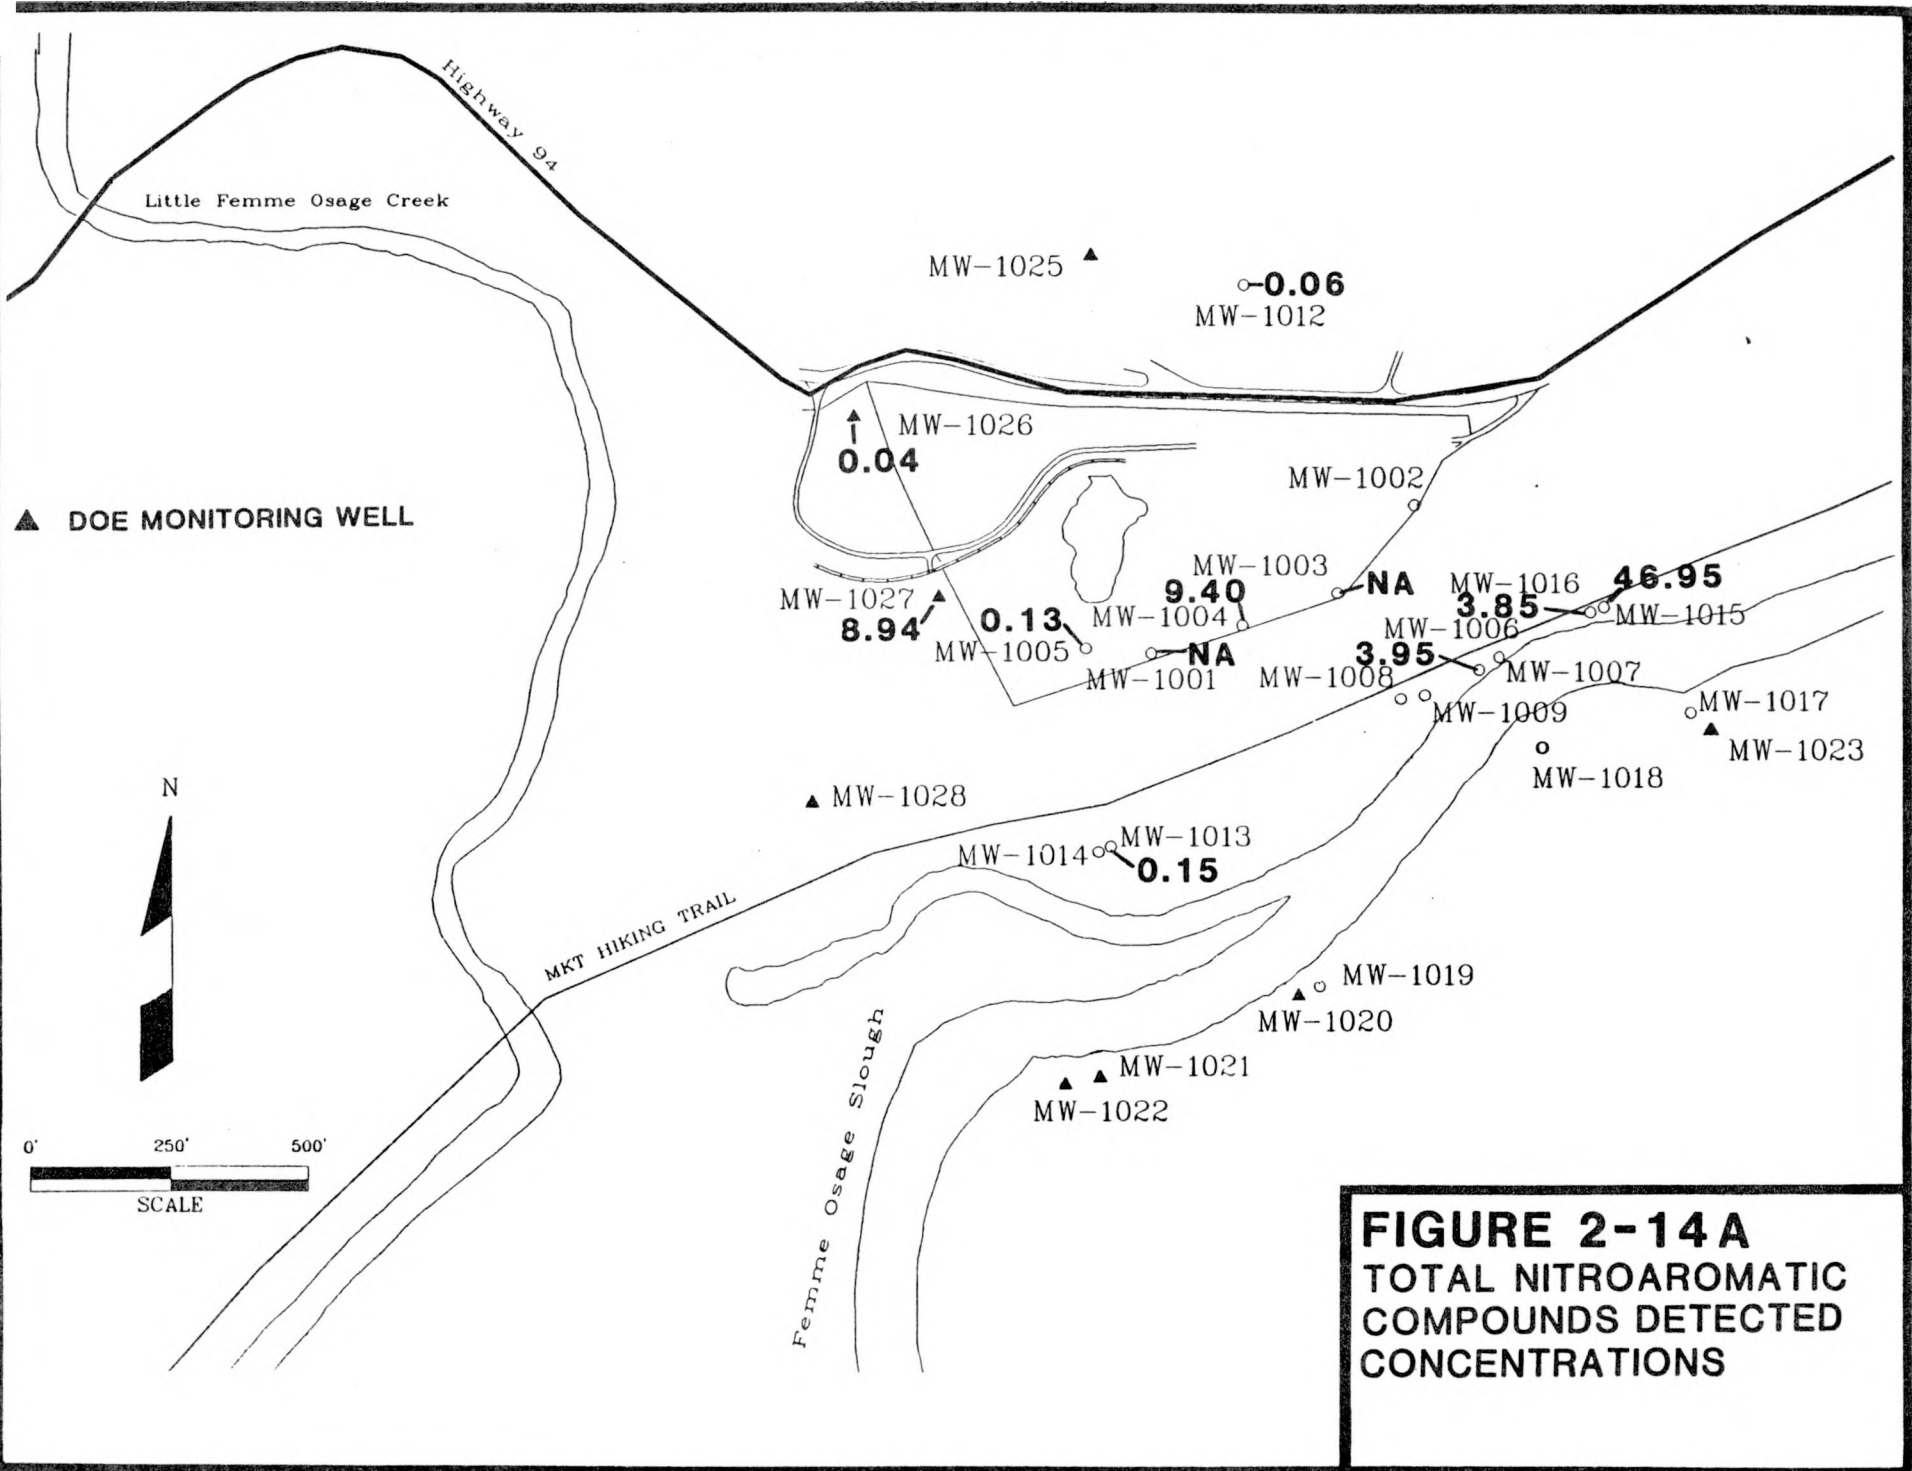 Highway 94
Little Femme Osage Creek
MW-1025
0.06
MW-1012
MW-1026
0.04
MW-1002
▲ DOE MONITORING WELL
MW-1003
NA
MW-1016
46.95
MW-1027
8.94
9.40
MW-1004
3.85
MW-1015
0.13
MW-1005
MW-1006
NA
MW-1001
3.95
MW-1008
MW-1007
MW-1009
MW-1017
MW-1023
MW-1018
N
MW-1028
MW-1013
MW-1014
0.15
MKT HIKING TRAIL
MW-1019
MW-1020
MW-1021
MW-1022
Femme Osage Slough
0' 250' 500'
SCALE
FIGURE 2-14A
TOTAL NITROAROMATIC
COMPOUNDS DETECTED
CONCENTRATIONS